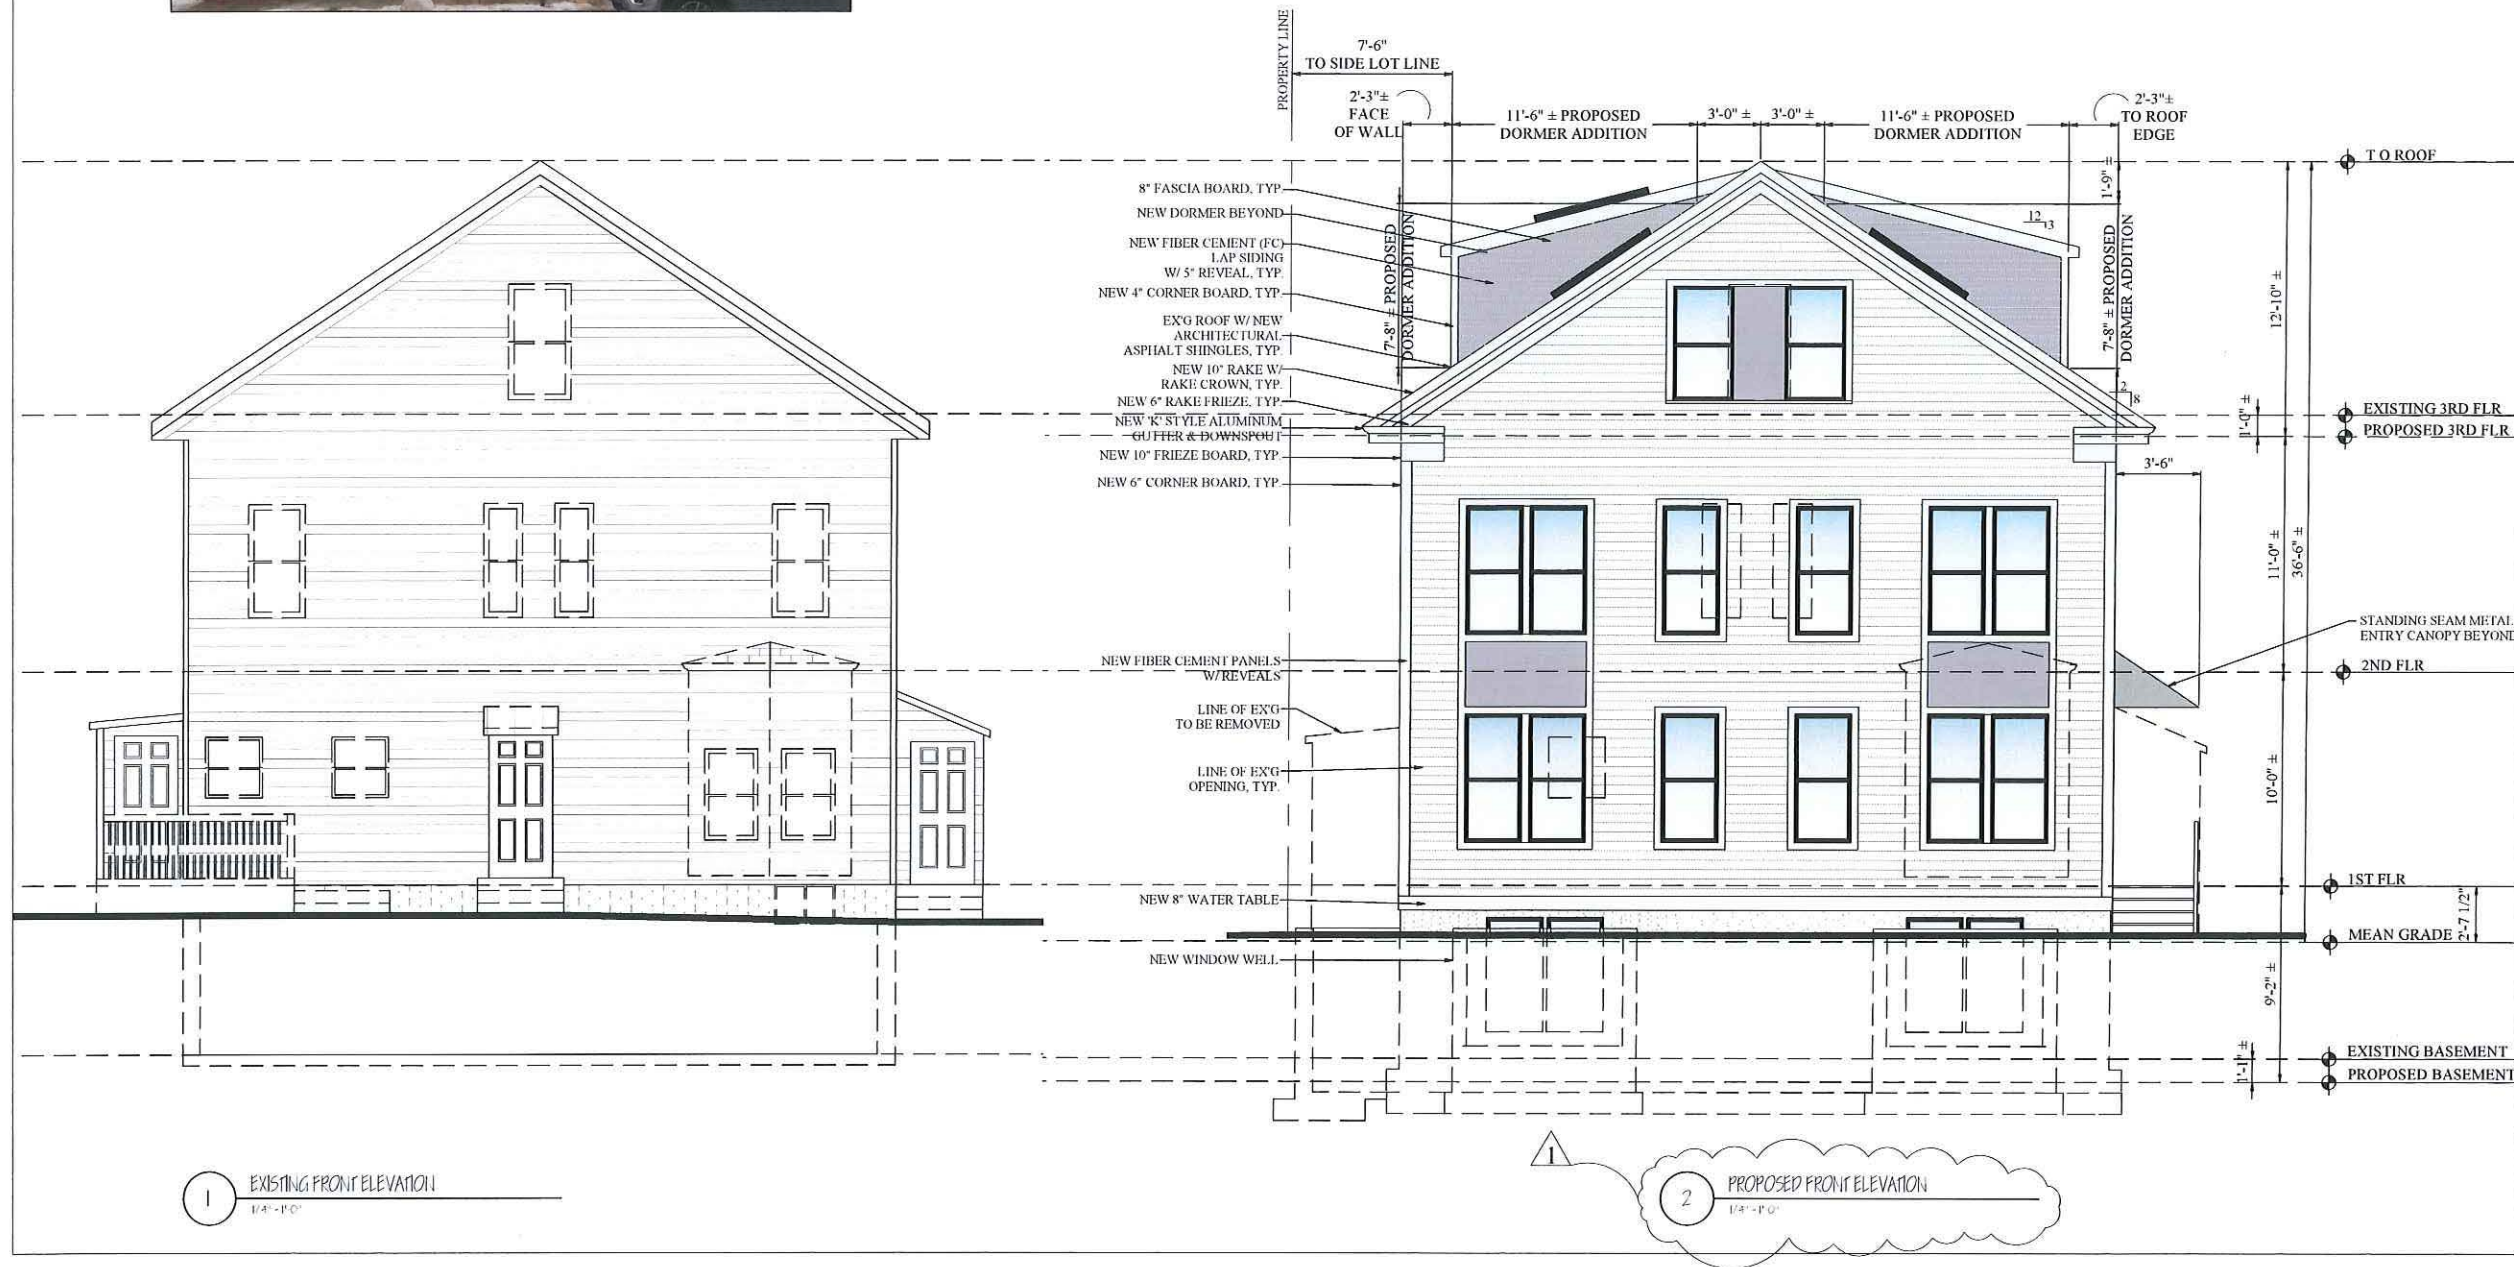 PROPERTY LINE
7'-6"
TO SIDE LOT LINE
2'-3"±
FACE
OF WALL
11'-6" ± PROPOSED
DORMER ADDITION
3'-0" ±
3'-0" ±
11'-6" ± PROPOSED
DORMER ADDITION
2'-3"±
TO ROOF
EDGE
T O ROOF
1'-9" ±
8" FASCIA BOARD, TYP.
NEW DORMER BEYOND
NEW FIBER CEMENT (FC)
LAP SIDING
W/ 5" REVEAL, TYP.
NEW 4" CORNER BOARD, TYP.
EX'G ROOF W/ NEW
ARCHITECTURAL
ASPHALT SHINGLES, TYP.
NEW 10" RAKE W/
RAKE CROWN, TYP.
NEW 6" RAKE FRIEZE, TYP.
NEW 'K' STYLE ALUMINUM
GUTTER & DOWNSPOUT
NEW 10" FRIEZE BOARD, TYP.
NEW 6" CORNER BOARD, TYP.
7'-8" ± PROPOSED
DORMER ADDITION
12
3
7'-8" ± PROPOSED
DORMER ADDITION
2
8
12'-10" ±
1'-0" ±
EXISTING 3RD FLR
PROPOSED 3RD FLR
3'-6"
11'-0" ±
36'-6" ±
STANDING SEAM METAL
ENTRY CANOPY BEYOND
NEW FIBER CEMENT PANELS
W/ REVEALS
2ND FLR
LINE OF EX'G
TO BE REMOVED
LINE OF EX'G
OPENING, TYP.
10'-0" ±
1ST FLR
NEW 8" WATER TABLE
2'-7 1/2"
MEAN GRADE
NEW WINDOW WELL
9'-2" ±
1'-1" ±
EXISTING BASEMENT
PROPOSED BASEMENT
1
EXISTING FRONT ELEVATION
1/4" - 1'-0"
1
2
PROPOSED FRONT ELEVATION
1/4" - 1'-0"